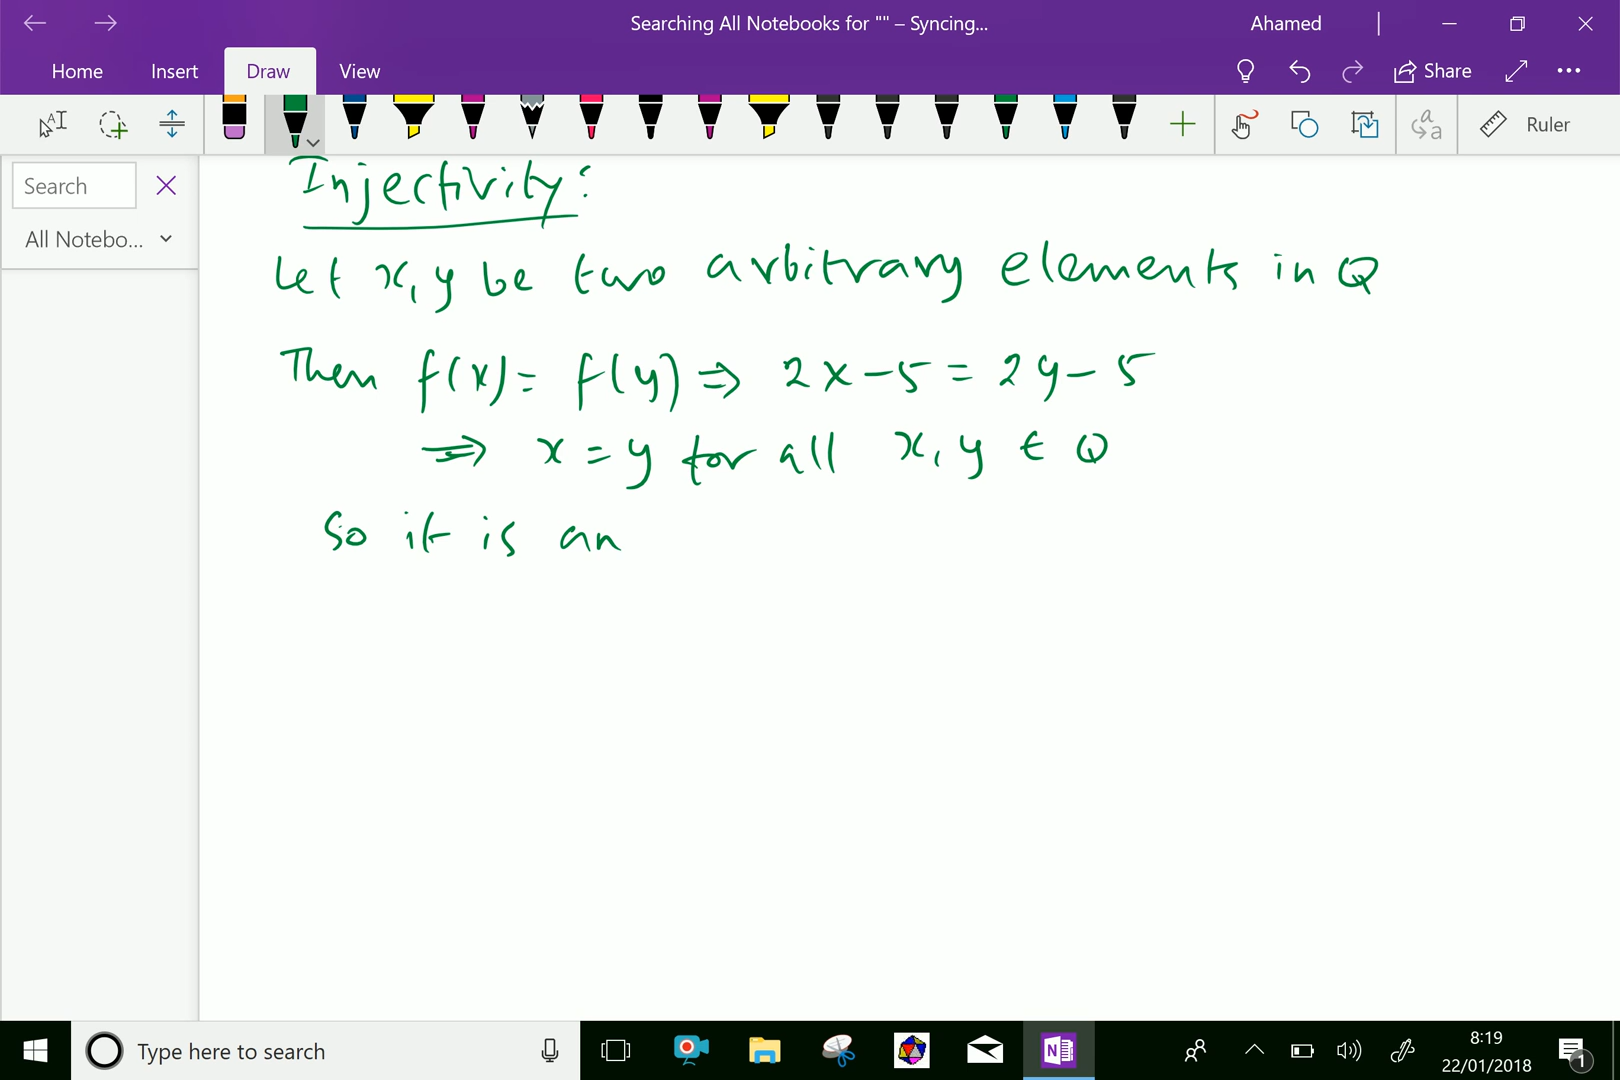 Searching All Notebooks for "" – Syncing...
Ahamed
Home Insert Draw View
Share
Ruler
Search
All Notebo...
Injectivity:
Let x, y be two arbitrary elements in Q
Then f(x) = f(y) ⇒ 2x - 5 = 2y - 5
⇒ x = y for all x, y ∈ Q
So it is an
Type here to search
N
8:19
22/01/2018
1